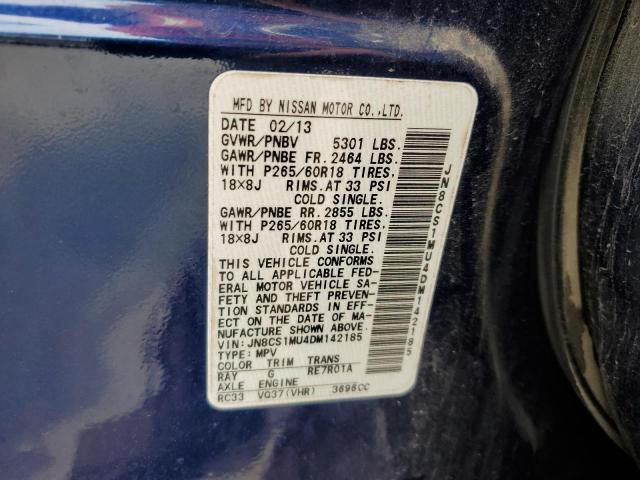 MFD BY NISSAN MOTOR CO.,LTD.
DATE 02/13
GVWR/PNBV 5301 LBS.
GAWR/PNBE FR. 2464 LBS.
WITH P265/60R18 TIRES,
18X8J RIMS.AT 33 PSI
COLD SINGLE.
GAWR/PNBE RR. 2855 LBS.
WITH P265/60R18 TIRES,
18X8J RIMS.AT 33 PSI
COLD SINGLE.
THIS VEHICLE CONFORMS
TO ALL APPLICABLE FED-
ERAL MOTOR VEHICLE SA-
FETY AND THEFT PREVEN-
TION STANDARDS IN EFF-
ECT ON THE DATE OF MA-
NUFACTURE SHOWN ABOVE.
VIN: JN8CS1MU4DM142185
TYPE: MPV
COLOR TRIM TRANS
RAY G RE7R01A
AXLE ENGINE
RC33 VQ37(VHR) 3696CC
JN8CS1MU4DM142185